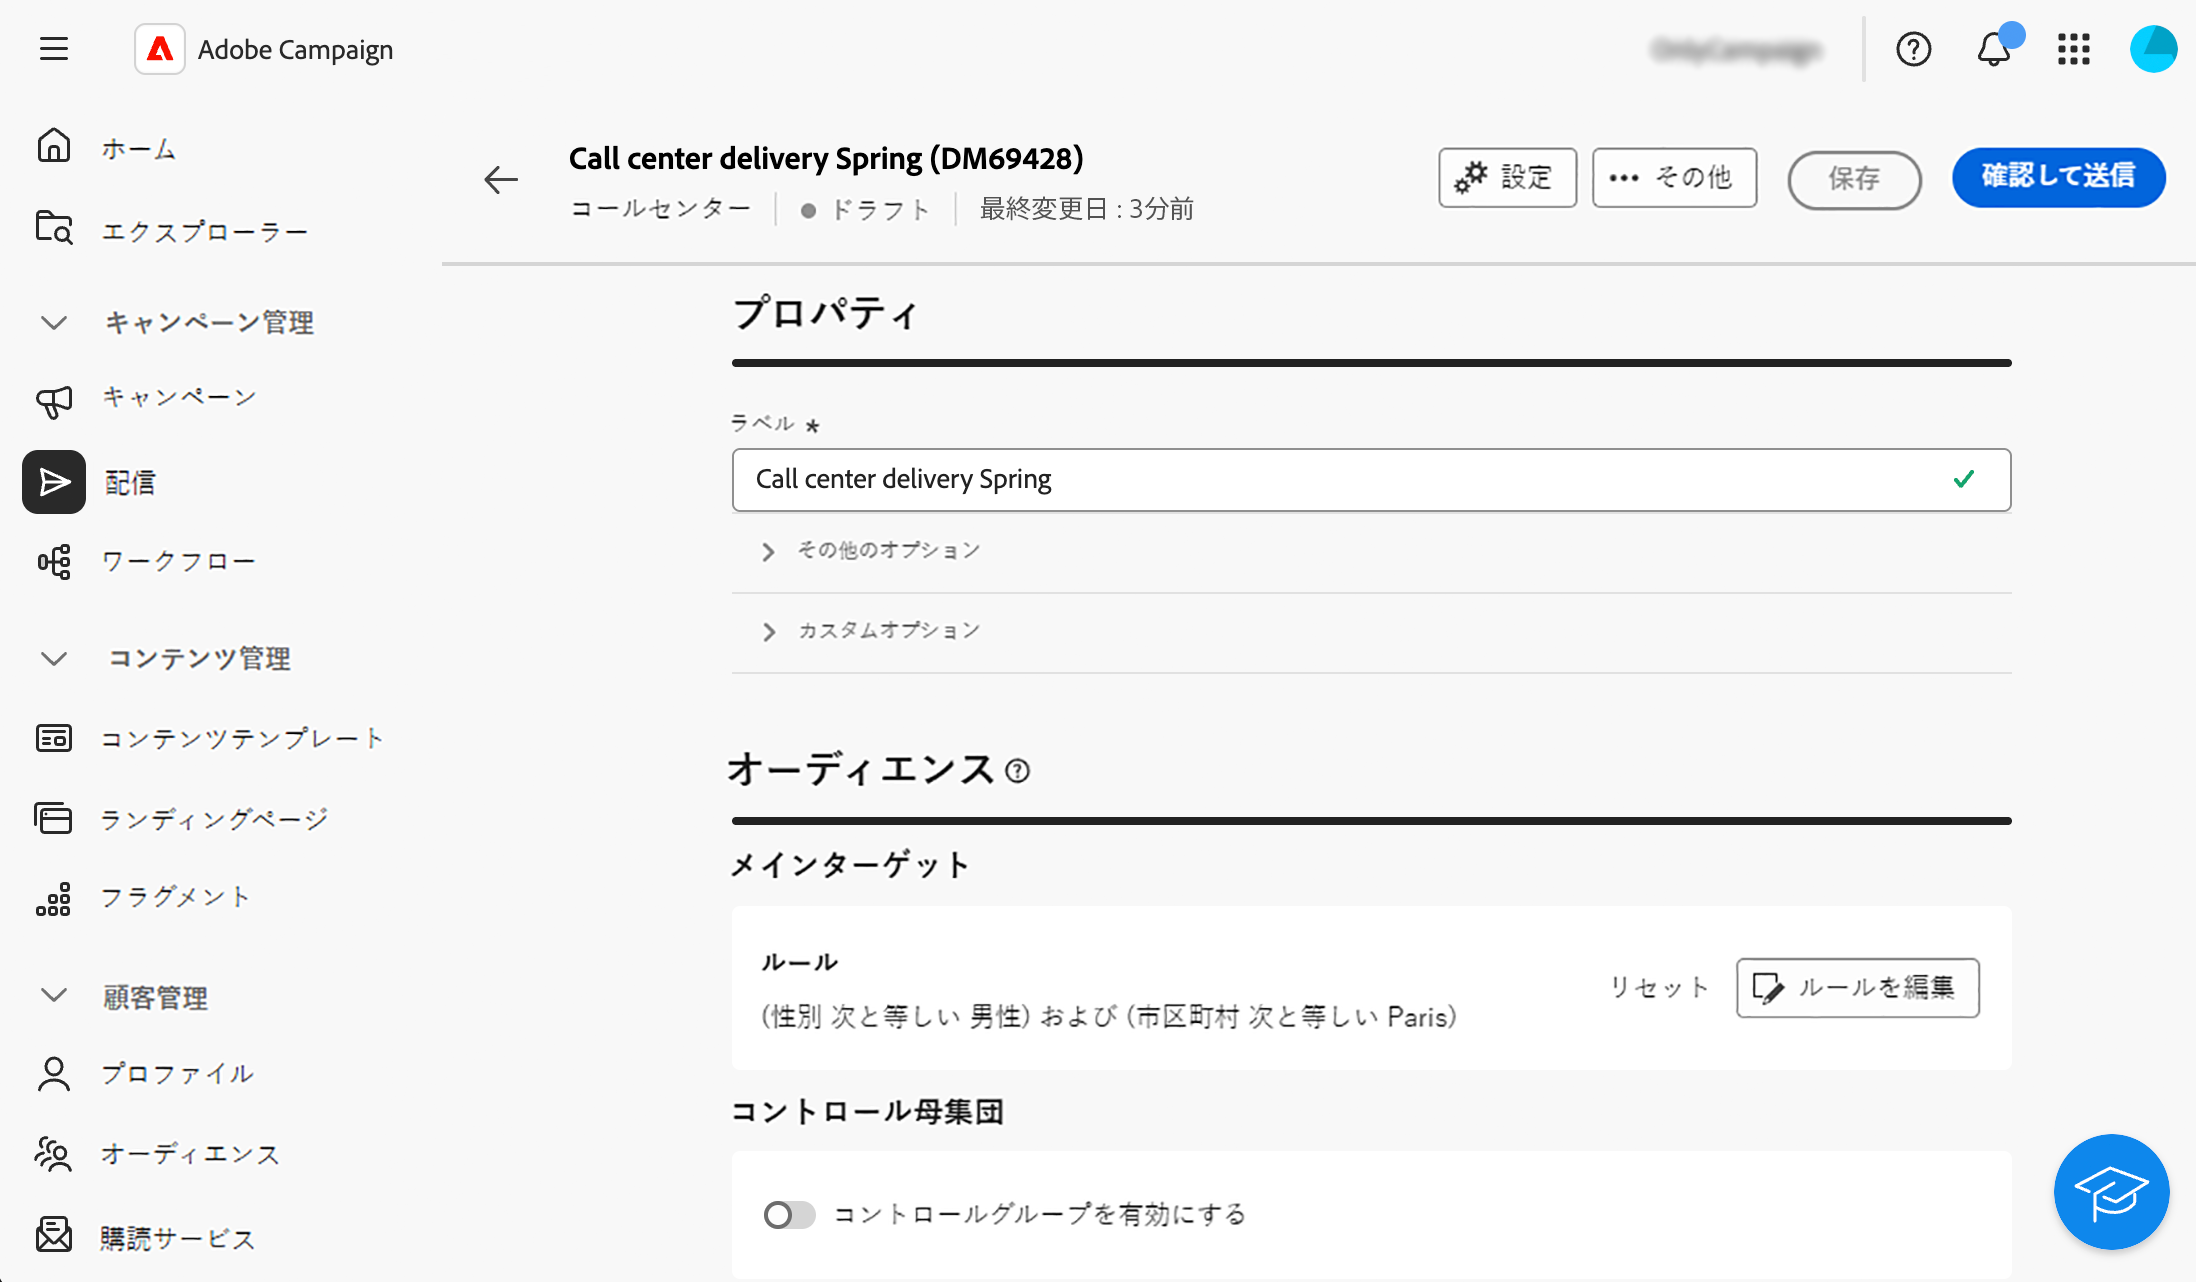 Adobe Campaign
ホーム
エクスプローラー
キャンペーン管理
キャンペーン
配信
ワークフロー
コンテンツ管理
コンテンツテンプレート
ランディングページ
フラグメント
顧客管理
プロファイル
オーディエンス
購読サービス
Call center delivery Spring (DM69428)
コールセンター
ドラフト
最終変更日 : 3分前
設定
その他
保存
確認して送信
プロパティ
ラベル *
Call center delivery Spring
その他のオプション
カスタムオプション
オーディエンス
メインターゲット
ルール
(性別 次と等しい 男性) および (市区町村 次と等しい Paris)
リセット
ルールを編集
コントロール母集団
コントロールグループを有効にする